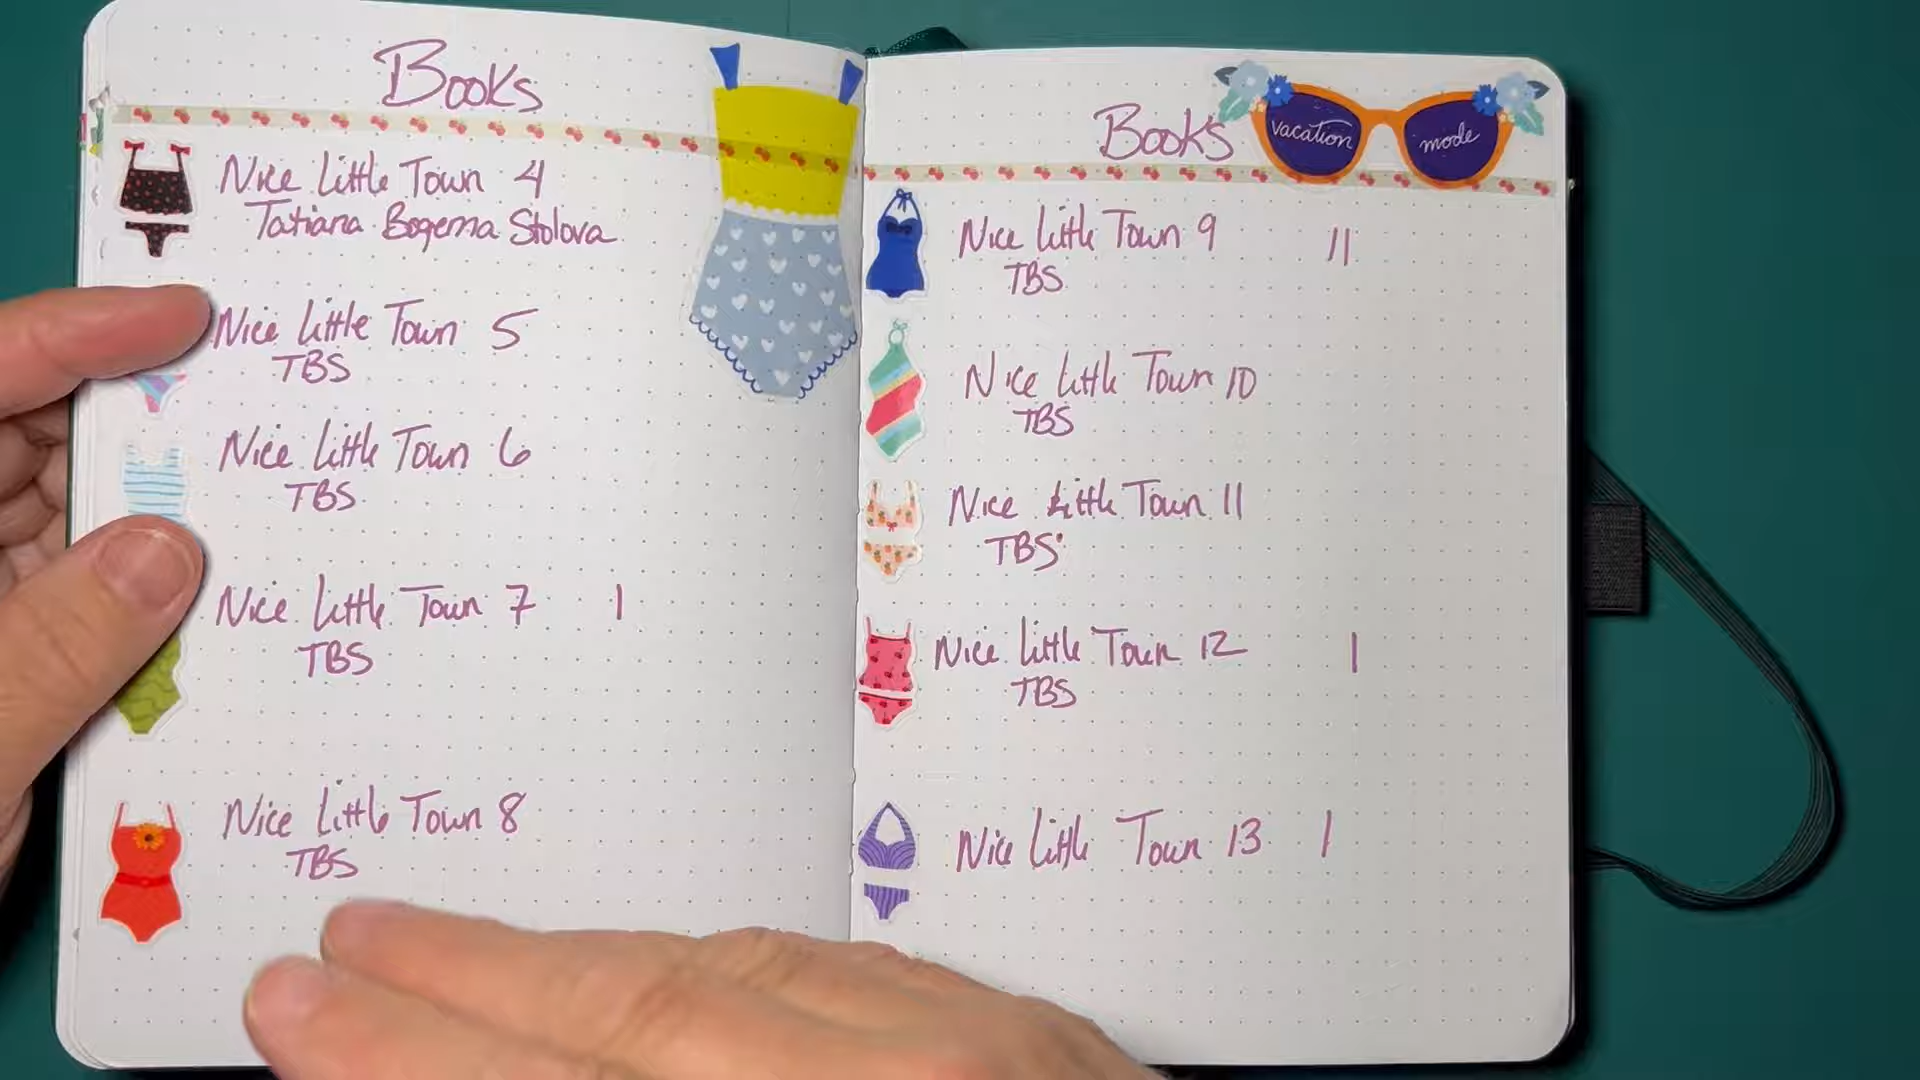 Books
Nice Little Town 4
Tatiana Bogema Stolova
Nice Little Town 5
TBS
Nice Little Town 6
TBS
Nice Little Town 7 1
TBS
Nice Little Town 8
TBS
Books
vacation mode
Nice Little Town 9 11
TBS
Nice Little Town 10
TBS
Nice Little Town 11
TBS
Nice Little Town 12 1
TBS
Nice Little Town 13 1